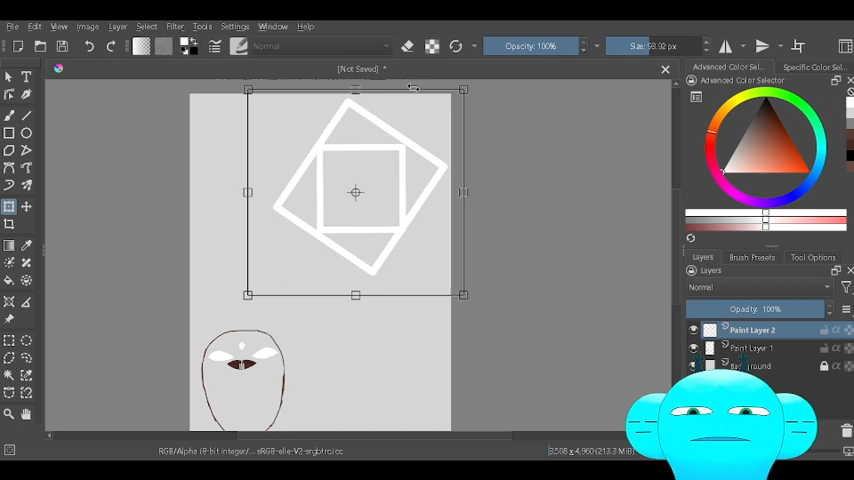 File Edit View Image Layer Select Filter Tools Settings Window Help
Normal Opacity: 100% Size: 93.92 px
[Not Saved] *
Advanced Color Sel... Specific Color Sel...
Advanced Color Selector
Layers Brush Presets Tool Options
Layers
Normal
Opacity: 100%
Paint Layer 2
Paint Layer 1
Background
RGB/Alpha (8-bit integer/... sRGB-elle-V2-srgbtrc.icc 3,508 x 4,960 (213.3 MiB)